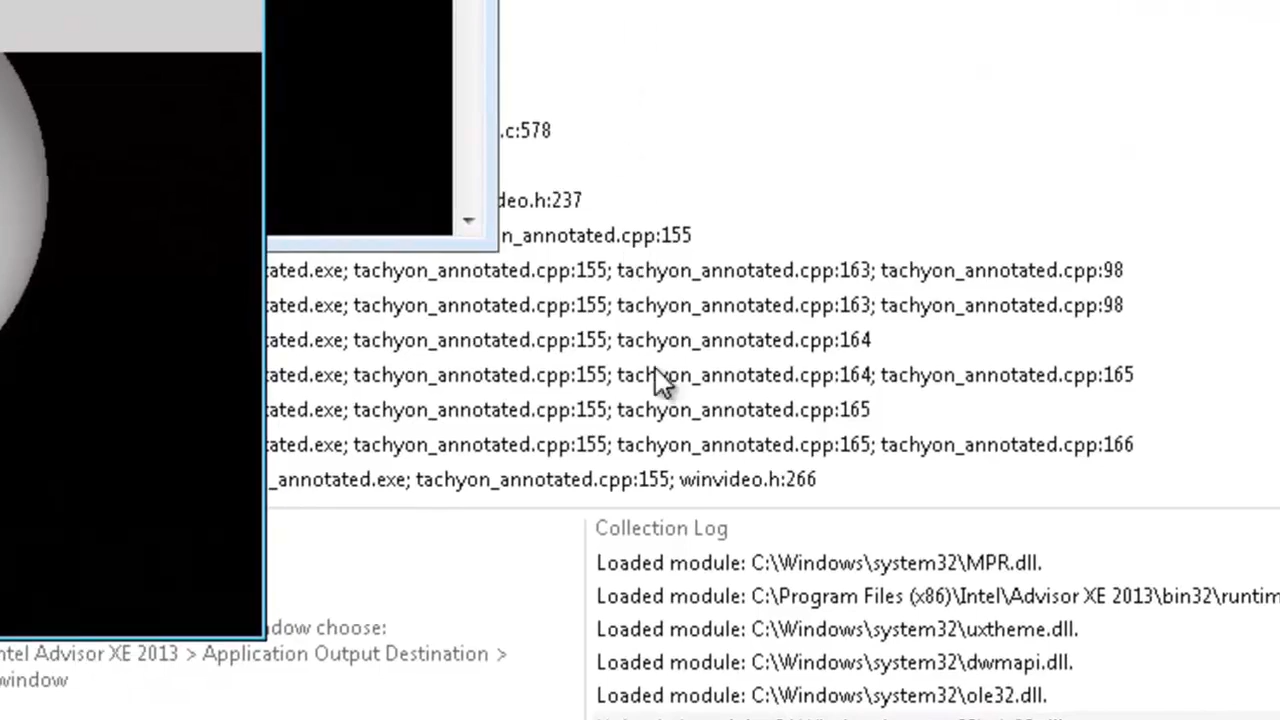 .c:578
deo.h:237
n_annotated.cpp:155
ated.exe; tachyon_annotated.cpp:155; tachyon_annotated.cpp:163; tachyon_annotated.cpp:98
ated.exe; tachyon_annotated.cpp:155; tachyon_annotated.cpp:163; tachyon_annotated.cpp:98
ated.exe; tachyon_annotated.cpp:155; tachyon_annotated.cpp:164
ated.exe; tachyon_annotated.cpp:155; tachyon_annotated.cpp:164; tachyon_annotated.cpp:165
ated.exe; tachyon_annotated.cpp:155; tachyon_annotated.cpp:165
ated.exe; tachyon_annotated.cpp:155; tachyon_annotated.cpp:165; tachyon_annotated.cpp:166
_annotated.exe; tachyon_annotated.cpp:155; winvideo.h:266
ndow choose:
ntel Advisor XE 2013 > Application Output Destination >
window
Collection Log
Loaded module: C:\Windows\system32\MPR.dll.
Loaded module: C:\Program Files (x86)\Intel\Advisor XE 2013\bin32\runtim
Loaded module: C:\Windows\system32\uxtheme.dll.
Loaded module: C:\Windows\system32\dwmapi.dll.
Loaded module: C:\Windows\system32\ole32.dll.